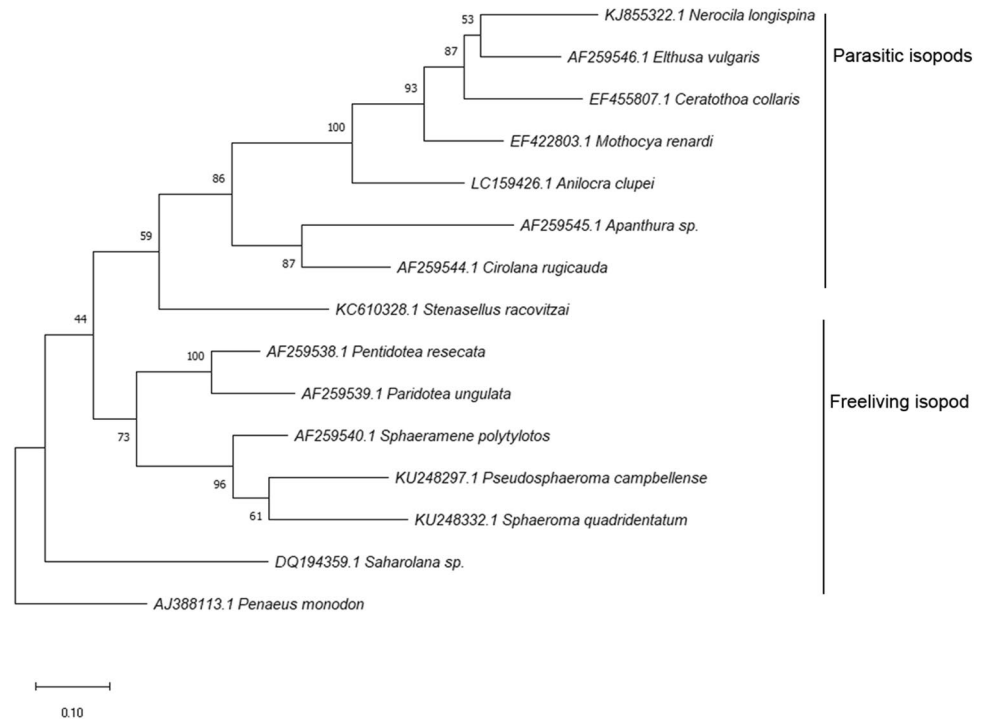 53
KJ855322.1 Nerocila longispina
87
AF259546.1 Elthusa vulgaris
Parasitic isopods
93
EF455807.1 Ceratothoa collaris
100
EF422803.1 Mothocya renardi
86
LC159426.1 Anilocra clupei
AF259545.1 Apanthura sp.
59
87
AF259544.1 Cirolana rugicauda
KC610328.1 Stenasellus racovitzai
44
100
AF259538.1 Pentidotea resecata
AF259539.1 Paridotea ungulata
Freeliving isopod
73
AF259540.1 Sphaeramene polytylotos
96
KU248297.1 Pseudosphaeroma campbellense
61
KU248332.1 Sphaeroma quadridentatum
DQ194359.1 Saharolana sp.
AJ388113.1 Penaeus monodon
0.10